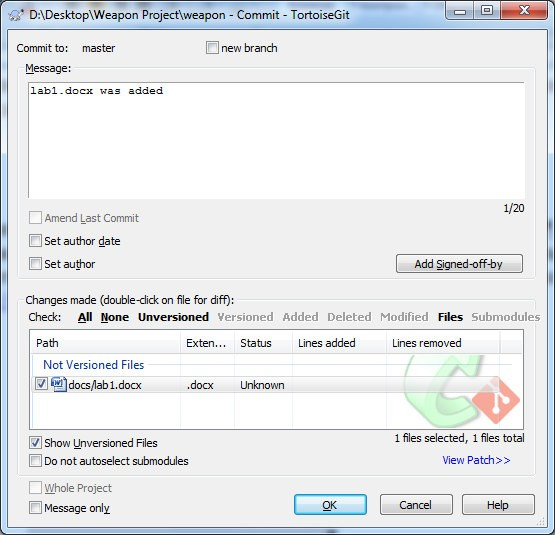 D:\Desktop\Weapon Project\weapon - Commit - TortoiseGit
Commit to: master new branch
Message:
lab1.docx was added
1/20
Amend Last Commit
Set author date
Set author Add Signed-off-by
Changes made (double-click on file for diff):
Check: All None Unversioned Versioned Added Deleted Modified Files Submodules
Path Exten... Status Lines added Lines removed
Not Versioned Files
docs/lab1.docx .docx Unknown
Show Unversioned Files 1 files selected, 1 files total
Do not autoselect submodules View Patch>>
Whole Project
Message only OK Cancel Help